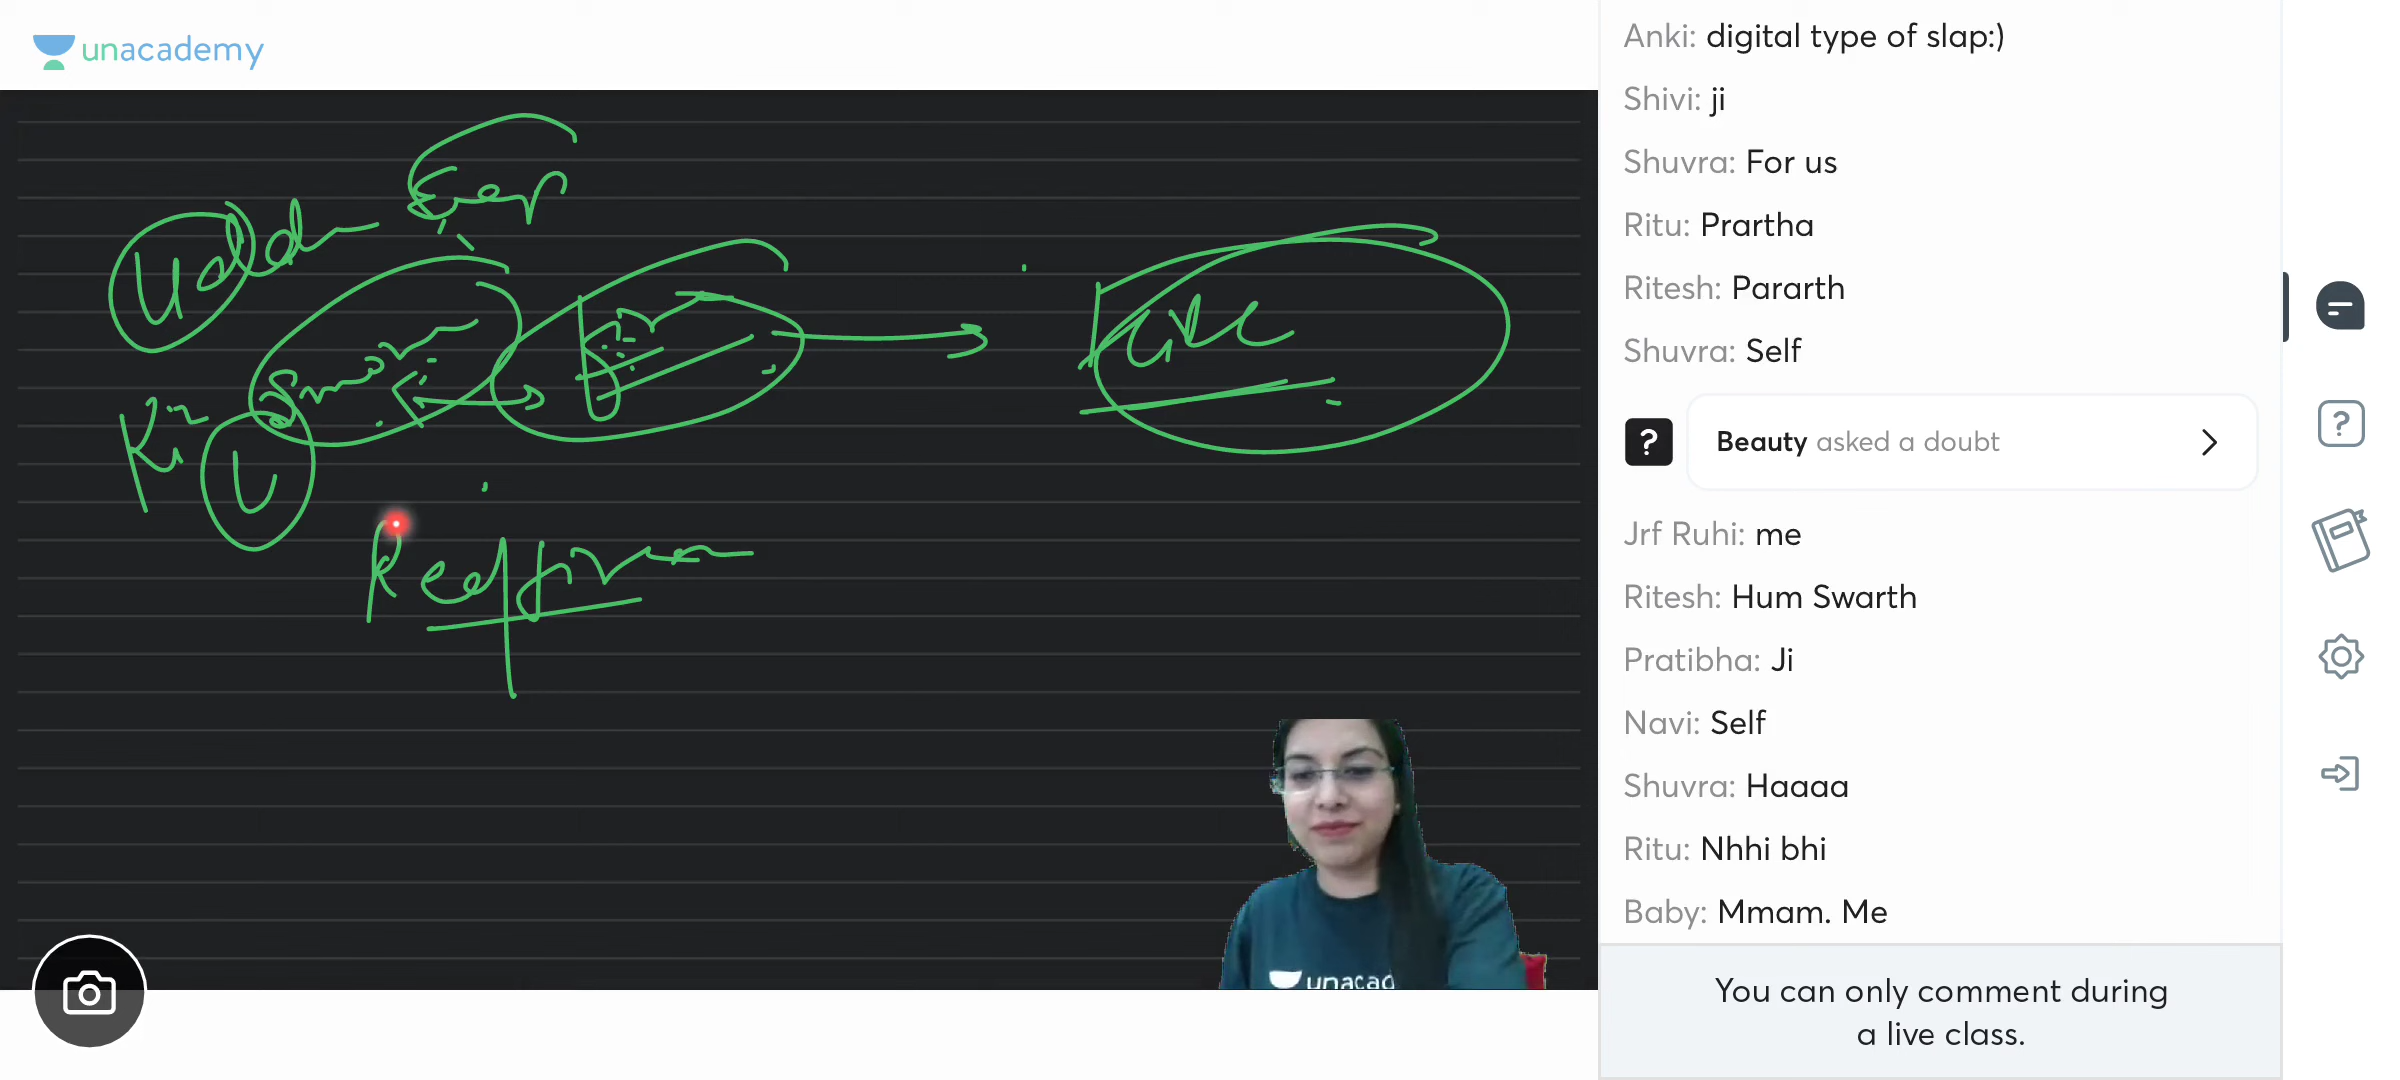 unacademy
unacad
Anki: digital type of slap:)
Shivi: ji
Shuvra: For us
Ritu: Prartha
Ritesh: Pararth
Shuvra: Self
? Beauty asked a doubt
Jrf Ruhi: me
Ritesh: Hum Swarth
Pratibha: Ji
Navi: Self
Shuvra: Haaaa
Ritu: Nhhi bhi
Baby: Mmam. Me
You can only comment during
a live class.
?